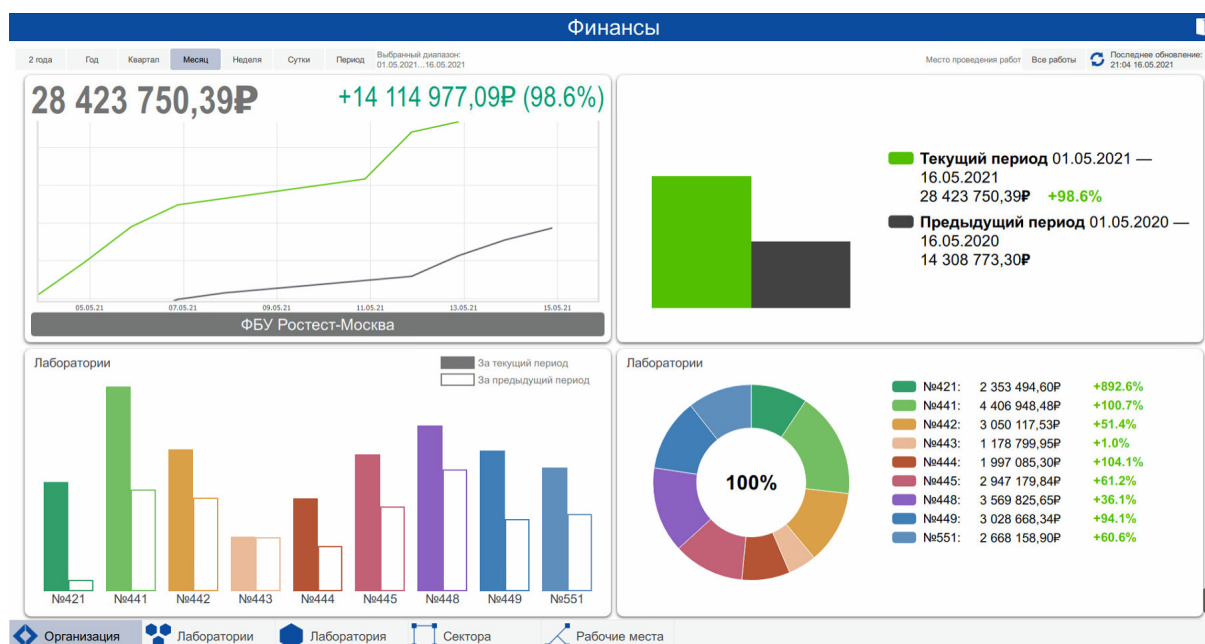 Финансы
2 года Год Квартал Месяц Неделя Сутки Период
Выбранный диапазон:
01.05.2021...16.05.2021
Место проведения работ Все работы
Последнее обновление:
21:04 16.05.2021
28 423 750,39₽ +14 114 977,09₽ (98.6%)
05.05.21 07.05.21 09.05.21 11.05.21 13.05.21 15.05.21
ФБУ Ростест-Москва
Текущий период 01.05.2021 —
16.05.2021
28 423 750,39₽ +98.6%
Предыдущий период 01.05.2020 —
16.05.2020
14 308 773,30₽
Лаборатории
За текущий период
За предыдущий период
№421 №441 №442 №443 №444 №445 №448 №449 №551
Лаборатории
100%
№421: 2 353 494,60₽ +892.6%
№441: 4 406 948,48₽ +100.7%
№442: 3 050 117,53₽ +51.4%
№443: 1 178 799,95₽ +1.0%
№444: 1 997 085,30₽ +104.1%
№445: 2 947 179,84₽ +61.2%
№448: 3 569 825,65₽ +36.1%
№449: 3 028 668,34₽ +94.1%
№551: 2 668 158,90₽ +60.6%
Организация Лаборатории Лаборатория Сектора Рабочие места